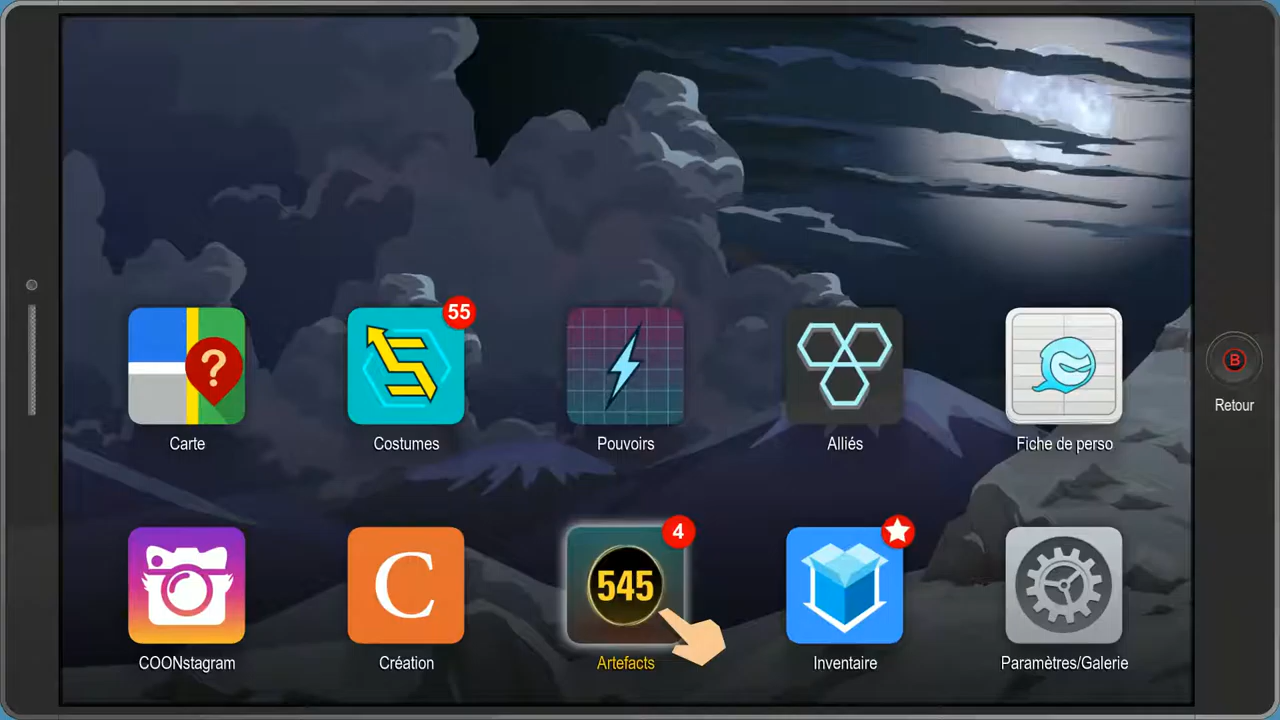 55
Carte
Costumes
Pouvoirs
Alliés
Fiche de perso
?
B
Retour
4
C
545
COONstagram
Création
Artefacts
Inventaire
Paramètres/Galerie